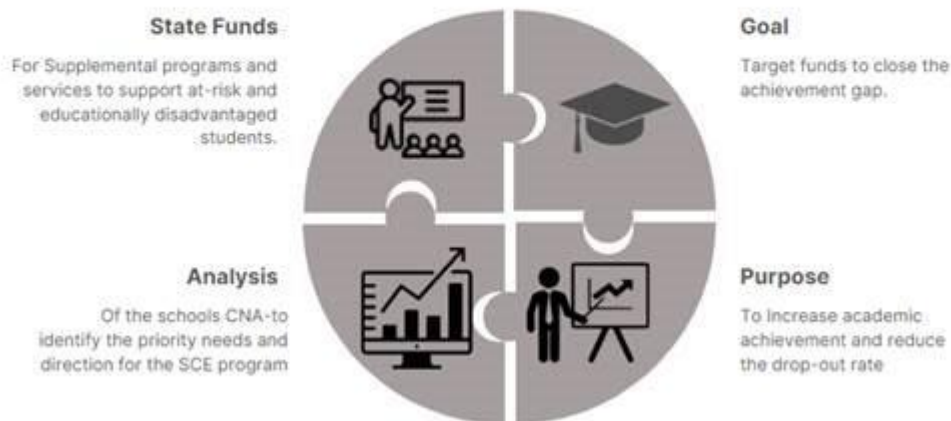 State Funds
For Supplemental programs and
services to support at-risk and
educationally disadvantaged
students.
Goal
Target funds to close the
achievement gap.
Analysis
Of the schools CNA-to
identify the priority needs and
direction for the SCE program
Purpose
To Increase academic
achievement and reduce
the drop-out rate